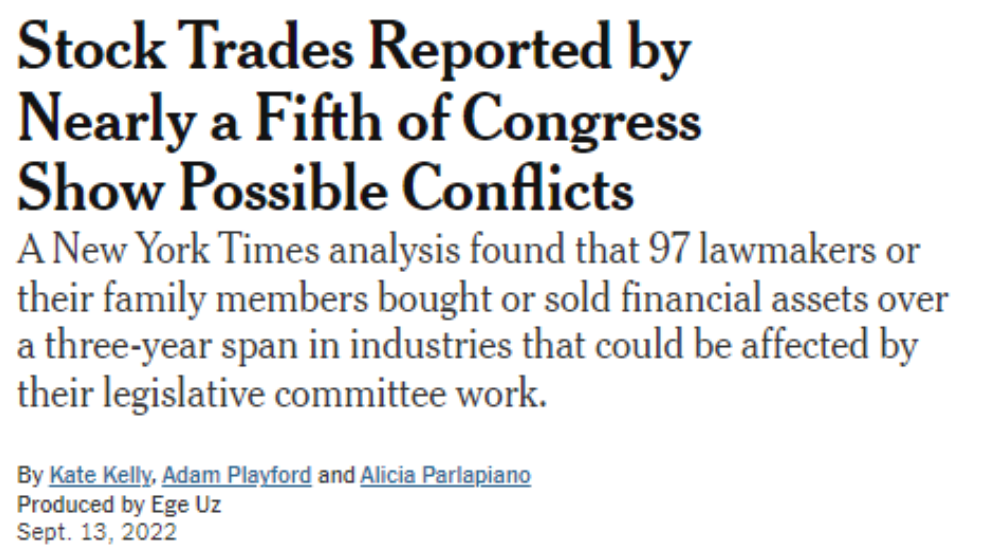 Stock Trades Reported by
Nearly a Fifth of Congress
Show Possible Conflicts
A New York Times analysis found that 97 lawmakers or
their family members bought or sold financial assets over
a three-year span in industries that could be affected by
their legislative committee work.
By Kate Kelly, Adam Playford and Alicia Parlapiano
Produced by Ege Uz
Sept. 13, 2022